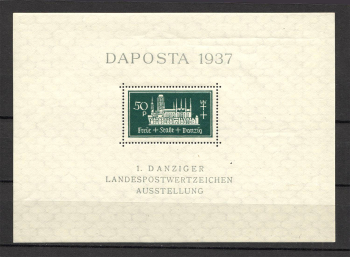 DAPOSTA 1937
50
P
Freie + Stadt + Danzig
1. DANZIGER
LANDESPOSTWERTZEICHEN
AUSSTELLUNG